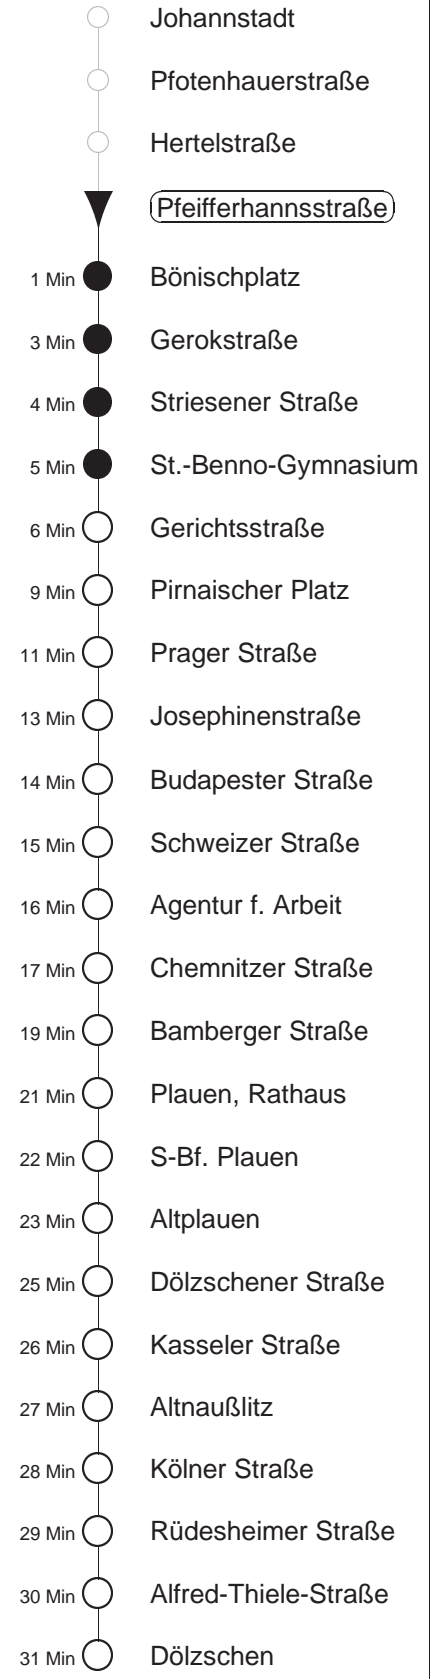 Johannstadt
Pfotenhauerstraße
Hertelstraße
Pfeifferhannsstraße
1 Min Bönischplatz
3 Min Gerokstraße
4 Min Striesener Straße
5 Min St.-Benno-Gymnasium
6 Min Gerichtsstraße
9 Min Pirnaischer Platz
11 Min Prager Straße
13 Min Josephinenstraße
14 Min Budapester Straße
15 Min Schweizer Straße
16 Min Agentur f. Arbeit
17 Min Chemnitzer Straße
19 Min Bamberger Straße
21 Min Plauen, Rathaus
22 Min S-Bf. Plauen
23 Min Altplauen
25 Min Dölzschener Straße
26 Min Kasseler Straße
27 Min Altnaußlitz
28 Min Kölner Straße
29 Min Rüdesheimer Straße
30 Min Alfred-Thiele-Straße
31 Min Dölzschen